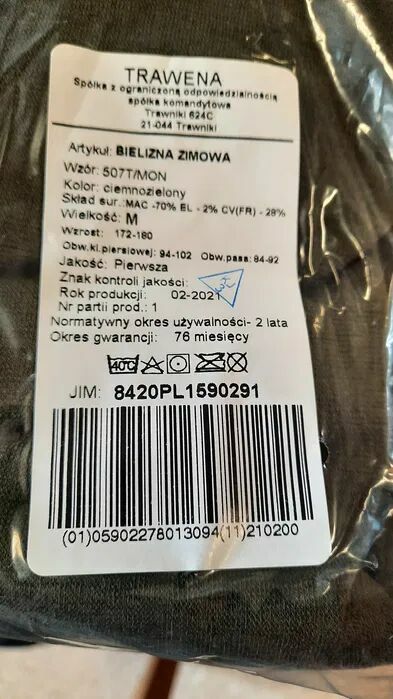 TRAWENA
Spółka z ograniczoną odpowiedzialnością
spółka komandytowa
Trawniki 624C
21-044 Trawniki
Artykuł: BIELIZNA ZIMOWA
Wzór: 507T/MON
Kolor: ciemnozielony
Skład sur.: MAC -70% EL - 2% CV(FR) - 28%
Wielkość: M
Wzrost: 172-180
Obw.kl.piersiowej: 94-102 Obw.pasa: 84-92
Jakość: Pierwsza
Znak kontroli jakości:
Rok produkcji: 02-2021
Nr partii prod.: 1
Normatywny okres używalności- 2 lata
Okres gwarancji: 76 miesięcy
40°C
JIM: 8420PL1590291
(01)05902278013094(11)210200